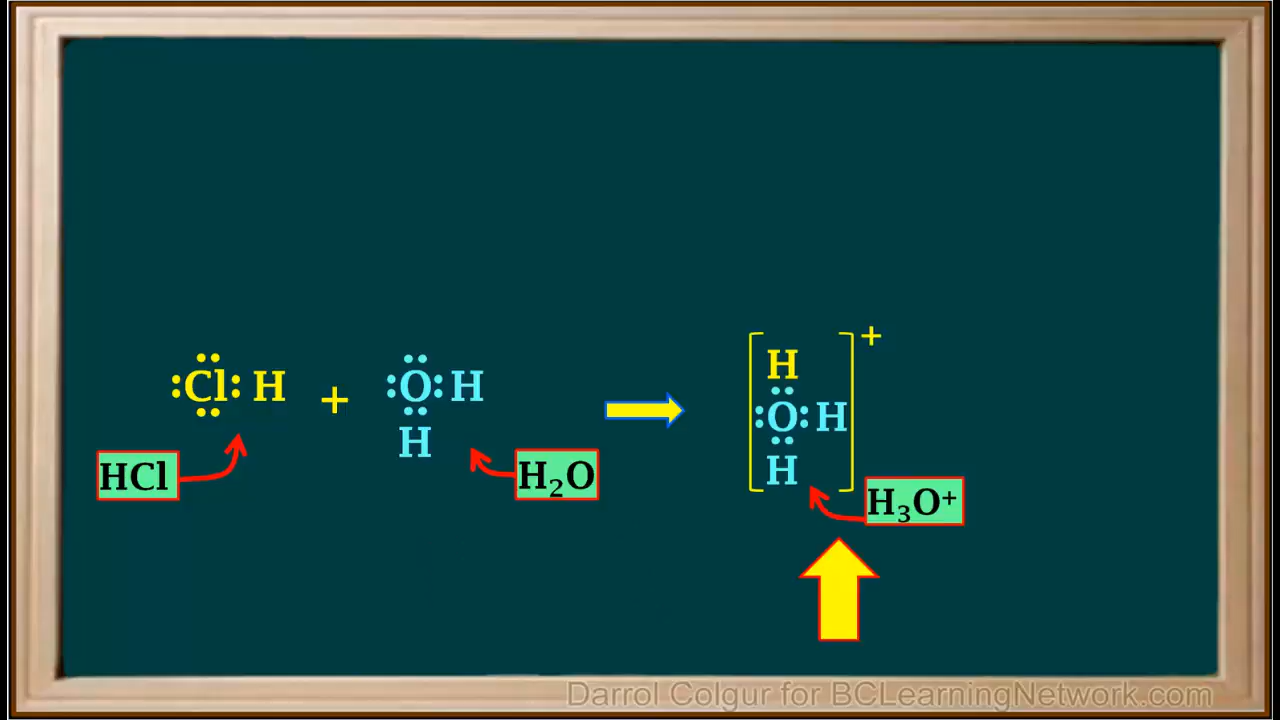 H
+
:Cl: H + :O:H :O:H
H H
HCl H₂O H₃O⁺
Darrol Colgur for BCLearningNetwork.com